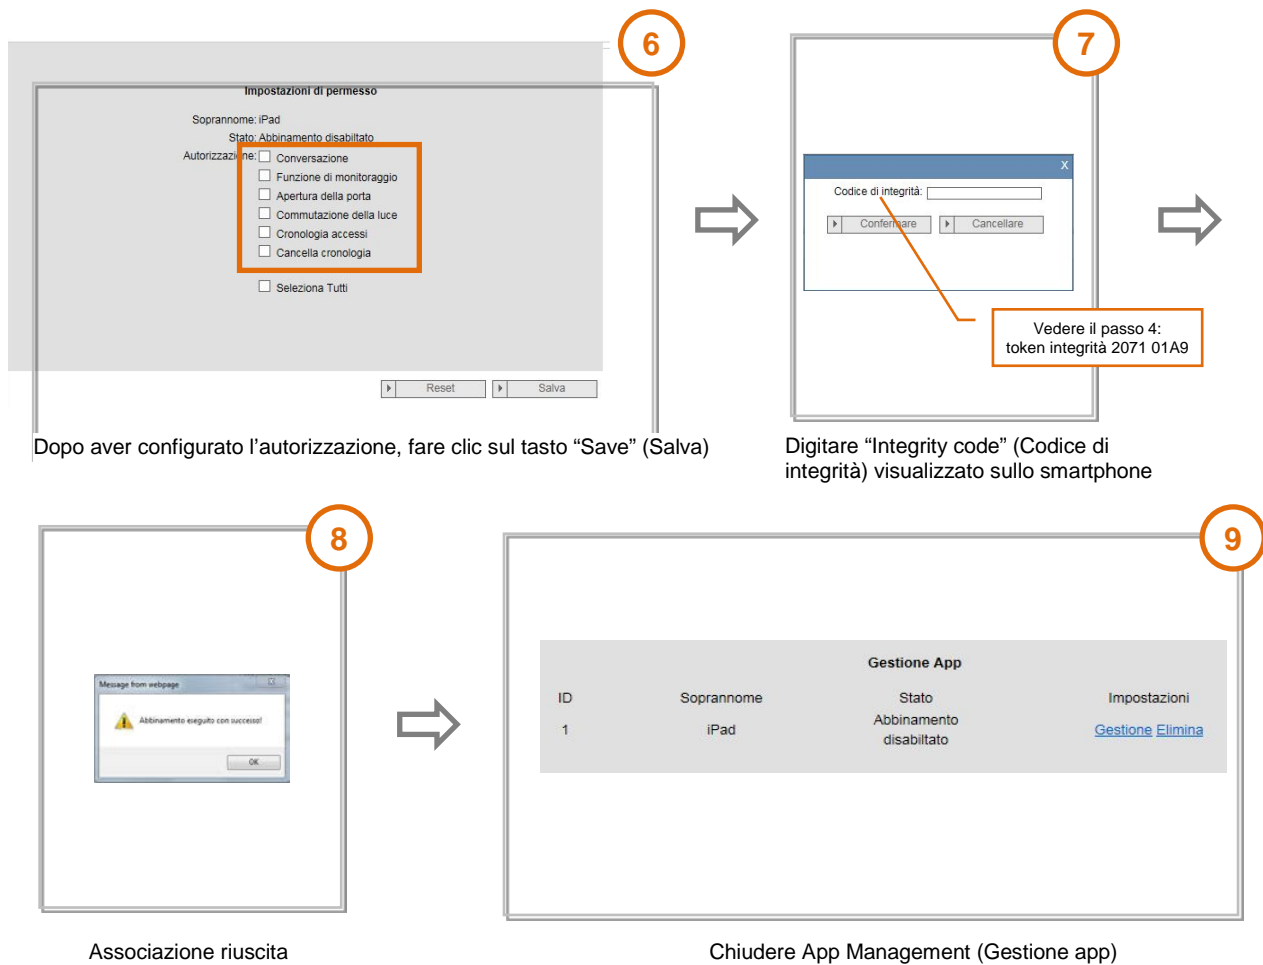 6
Impostazioni di permesso
Soprannome: iPad
Stato: Abbinamento disabiltato
Autorizzazione: Conversazione
Funzione di monitoraggio
Apertura della porta
Commutazione della luce
Cronologia accessi
Cancella cronologia
Seleziona Tutti
Reset Salva
Dopo aver configurato l’autorizzazione, fare clic sul tasto “Save” (Salva)
7
X
Codice di integrità:
Confermare Cancellare
Vedere il passo 4:
token integrità 2071 01A9
Digitare “Integrity code” (Codice di
integrità) visualizzato sullo smartphone
8
Message from webpage
Abbinamento eseguito con successo!
OK
Associazione riuscita
9
Gestione App
ID Soprannome Stato Impostazioni
1 iPad Abbinamento
disabiltato Gestione Elimina
Chiudere App Management (Gestione app)